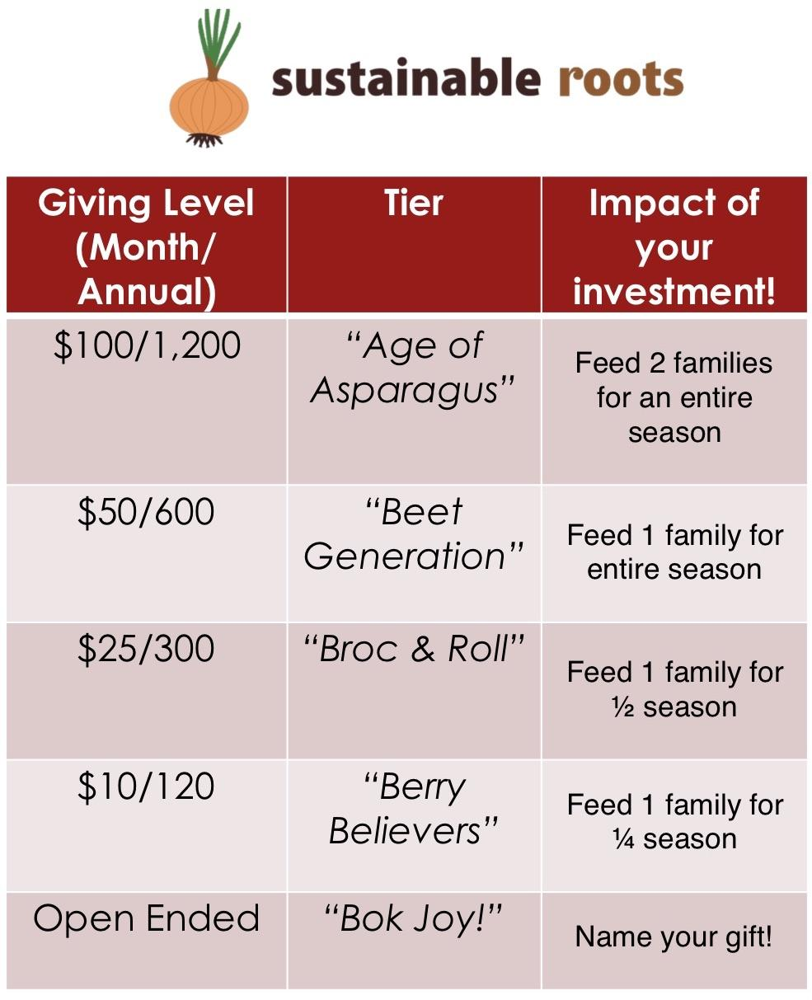 sustainable roots
Giving Level
(Month/
Annual)
Tier
Impact of
your
investment!
$100/1,200
“Age of
Asparagus”
Feed 2 families
for an entire
season
$50/600
“Beet
Generation”
Feed 1 family for
entire season
$25/300
“Broc & Roll”
Feed 1 family for
½ season
$10/120
“Berry
Believers”
Feed 1 family for
¼ season
Open Ended
“Bok Joy!”
Name your gift!